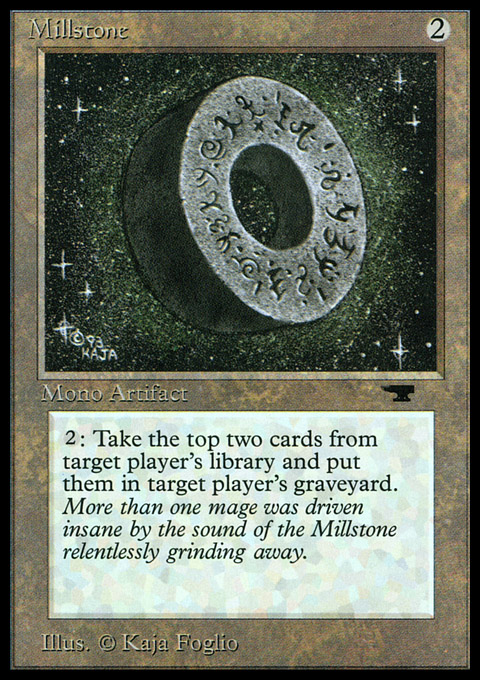 Millstone 2
©93
KAJA
Mono Artifact
2: Take the top two cards from
target player's library and put
them in target player's graveyard.
More than one mage was driven
insane by the sound of the Millstone
relentlessly grinding away.
Illus. © Kaja Foglio